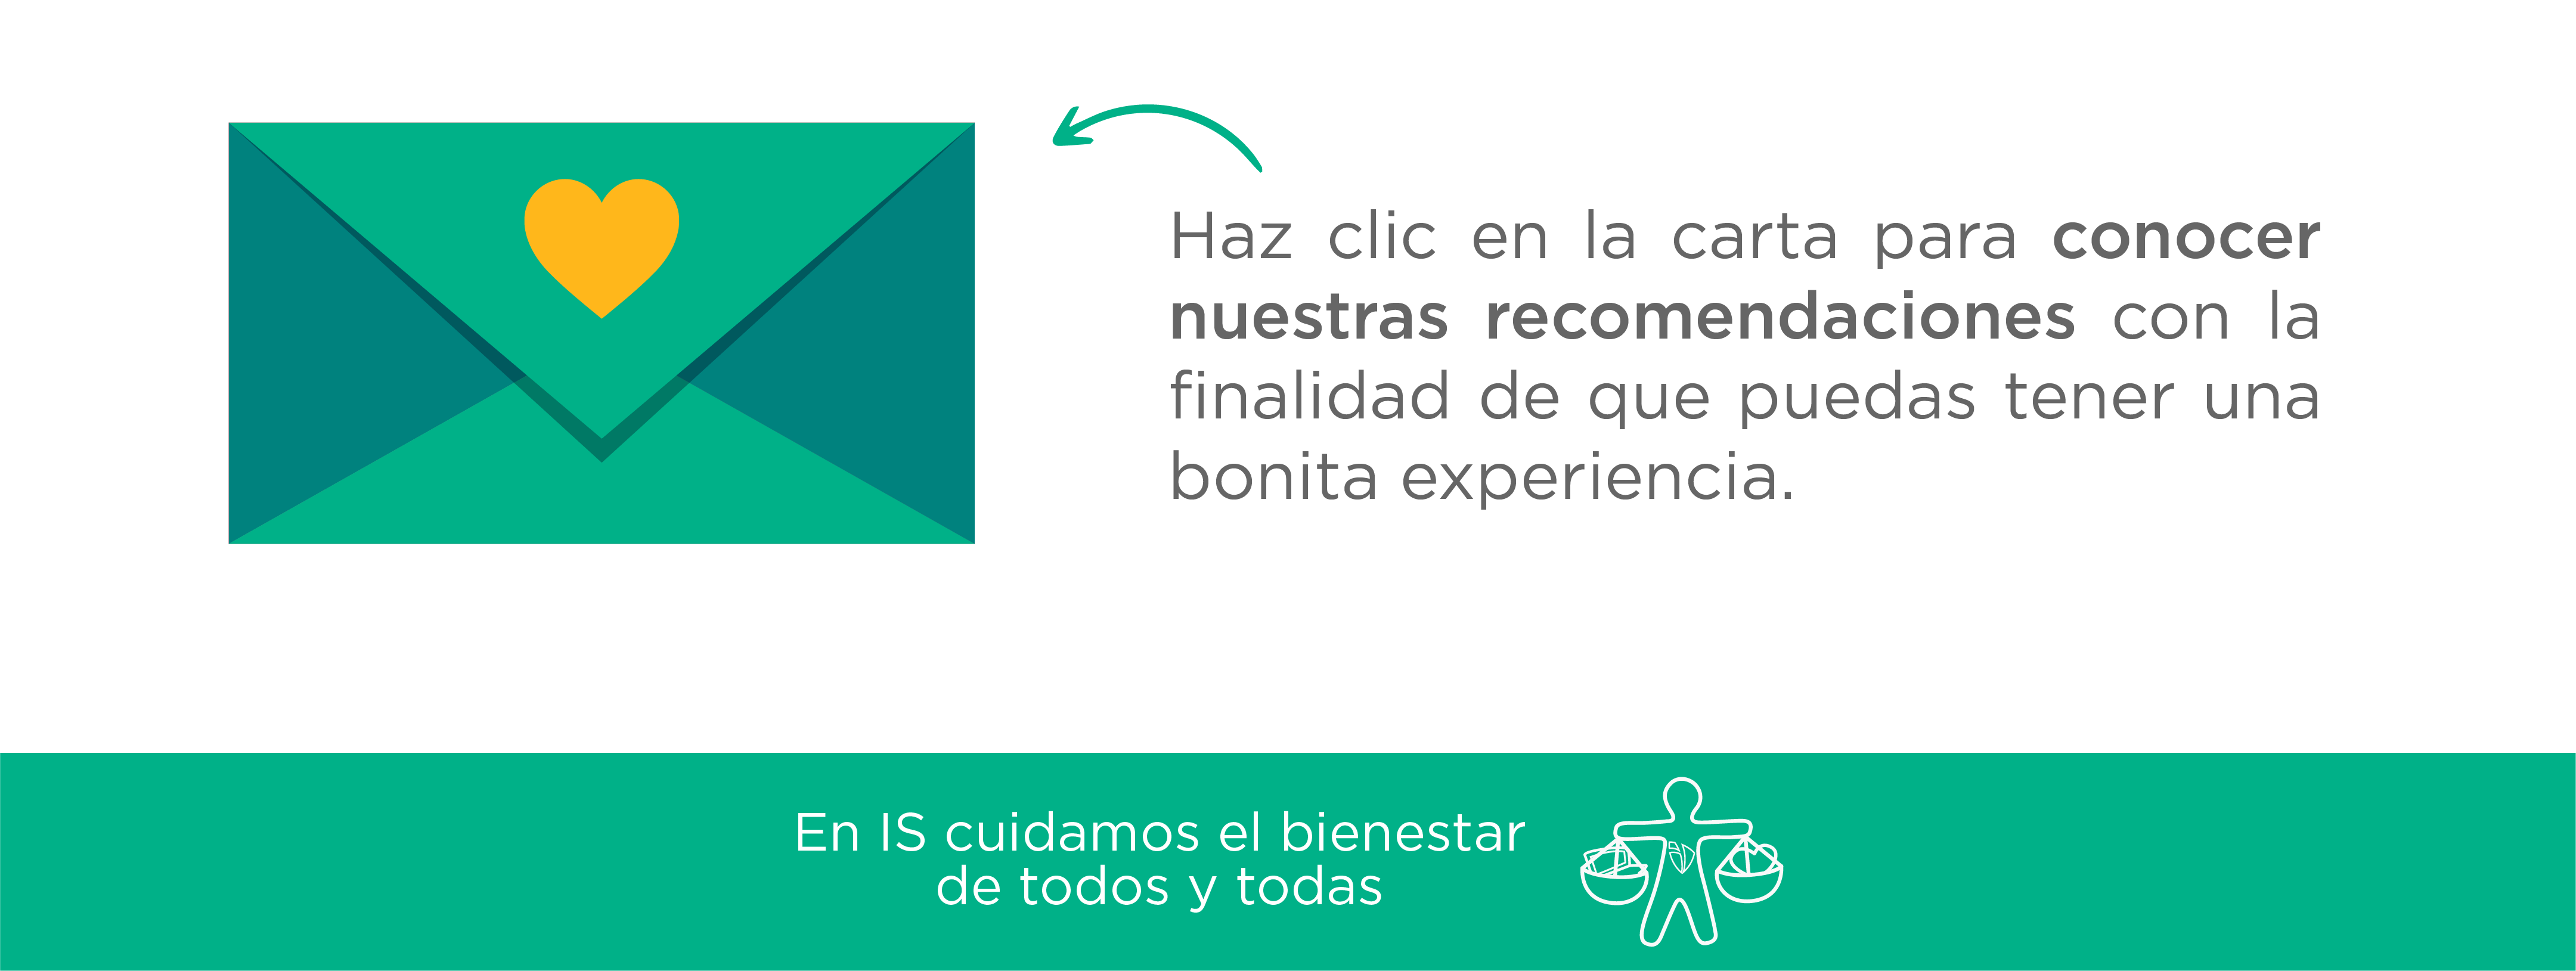 Haz clic en la carta para conocer
nuestras recomendaciones con la
finalidad de que puedas tener una
bonita experiencia.
En IS cuidamos el bienestar
de todos y todas